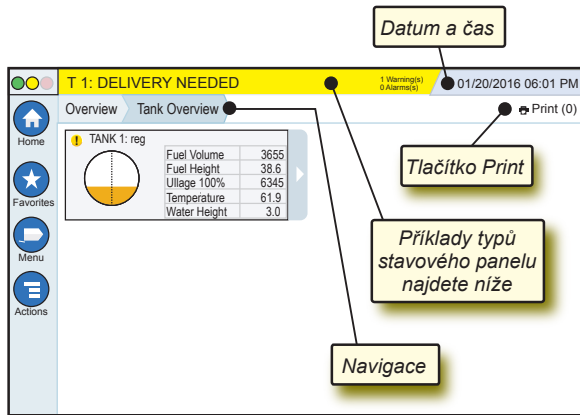 Datum a čas
T 1: DELIVERY NEEDED
1 Warning(s)
0 Alarms(s)
01/20/2016 06:01 PM
Overview
Tank Overview
Print (0)
Home
Favorites
Menu
Actions
TANK 1: reg
Fuel Volume 3655
Fuel Height 38.6
Ullage 100% 6345
Temperature 61.9
Water Height 3.0
Tlačítko Print
Příklady typů
stavového panelu
najdete níže
Navigace